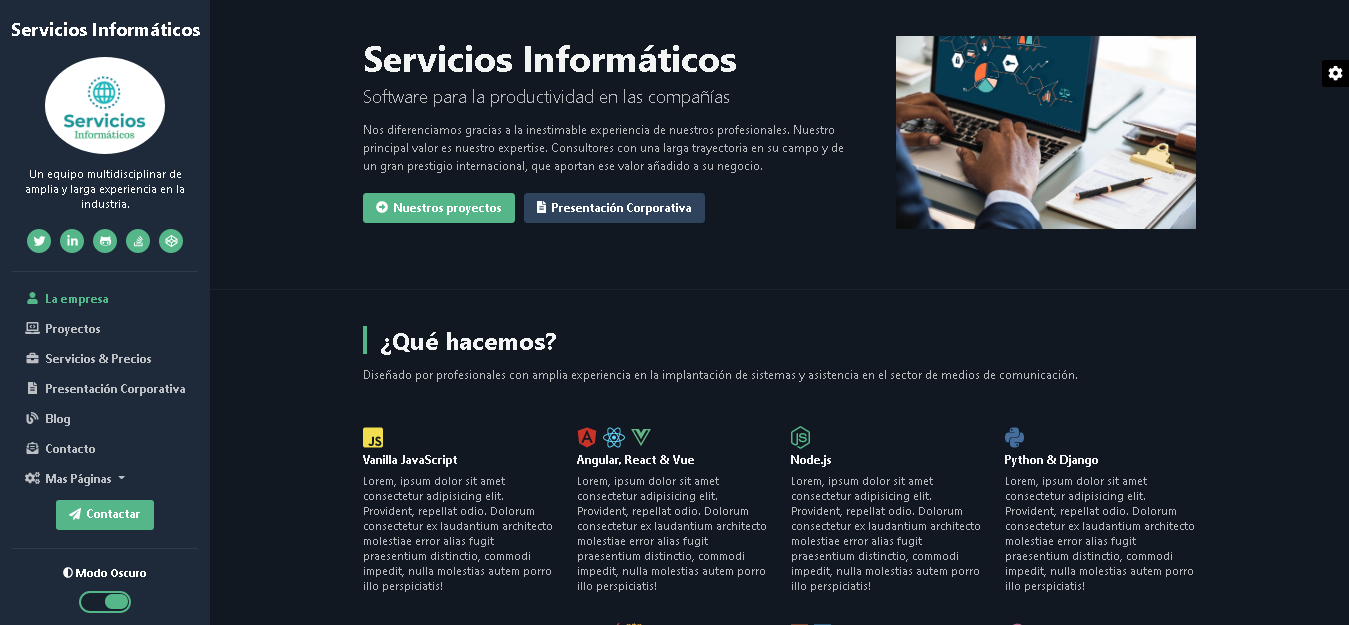 Servicios Informáticos
Servicios
Informáticos
Un equipo multidisciplinar de
amplia y larga experiencia en la
industria.
La empresa
Proyectos
Servicios & Precios
Presentación Corporativa
Blog
Contacto
Mas Páginas
Contactar
Modo Oscuro
Servicios Informáticos
Software para la productividad en las compañías
Nos diferenciamos gracias a la inestimable experiencia de nuestros profesionales. Nuestro
principal valor es nuestro expertise. Consultores con una larga trayectoria en su campo y de
un gran prestigio internacional, que aportan ese valor añadido a su negocio.
Nuestros proyectos
Presentación Corporativa
¿Qué hacemos?
Diseñado por profesionales con amplia experiencia en la implantación de sistemas y asistencia en el sector de medios de comunicación.
JS
Vanilla JavaScript
Lorem, ipsum dolor sit amet
consectetur adipisicing elit.
Provident, repellat odio. Dolorum
consectetur ex laudantium architecto
molestiae error alias fugit
praesentium distinctio, commodi
impedit, nulla molestias autem porro
illo perspiciatis!
Angular, React & Vue
Lorem, ipsum dolor sit amet
consectetur adipisicing elit.
Provident, repellat odio. Dolorum
consectetur ex laudantium architecto
molestiae error alias fugit
praesentium distinctio, commodi
impedit, nulla molestias autem porro
illo perspiciatis!
Node.js
Lorem, ipsum dolor sit amet
consectetur adipisicing elit.
Provident, repellat odio. Dolorum
consectetur ex laudantium architecto
molestiae error alias fugit
praesentium distinctio, commodi
impedit, nulla molestias autem porro
illo perspiciatis!
Python & Django
Lorem, ipsum dolor sit amet
consectetur adipisicing elit.
Provident, repellat odio. Dolorum
consectetur ex laudantium architecto
molestiae error alias fugit
praesentium distinctio, commodi
impedit, nulla molestias autem porro
illo perspiciatis!